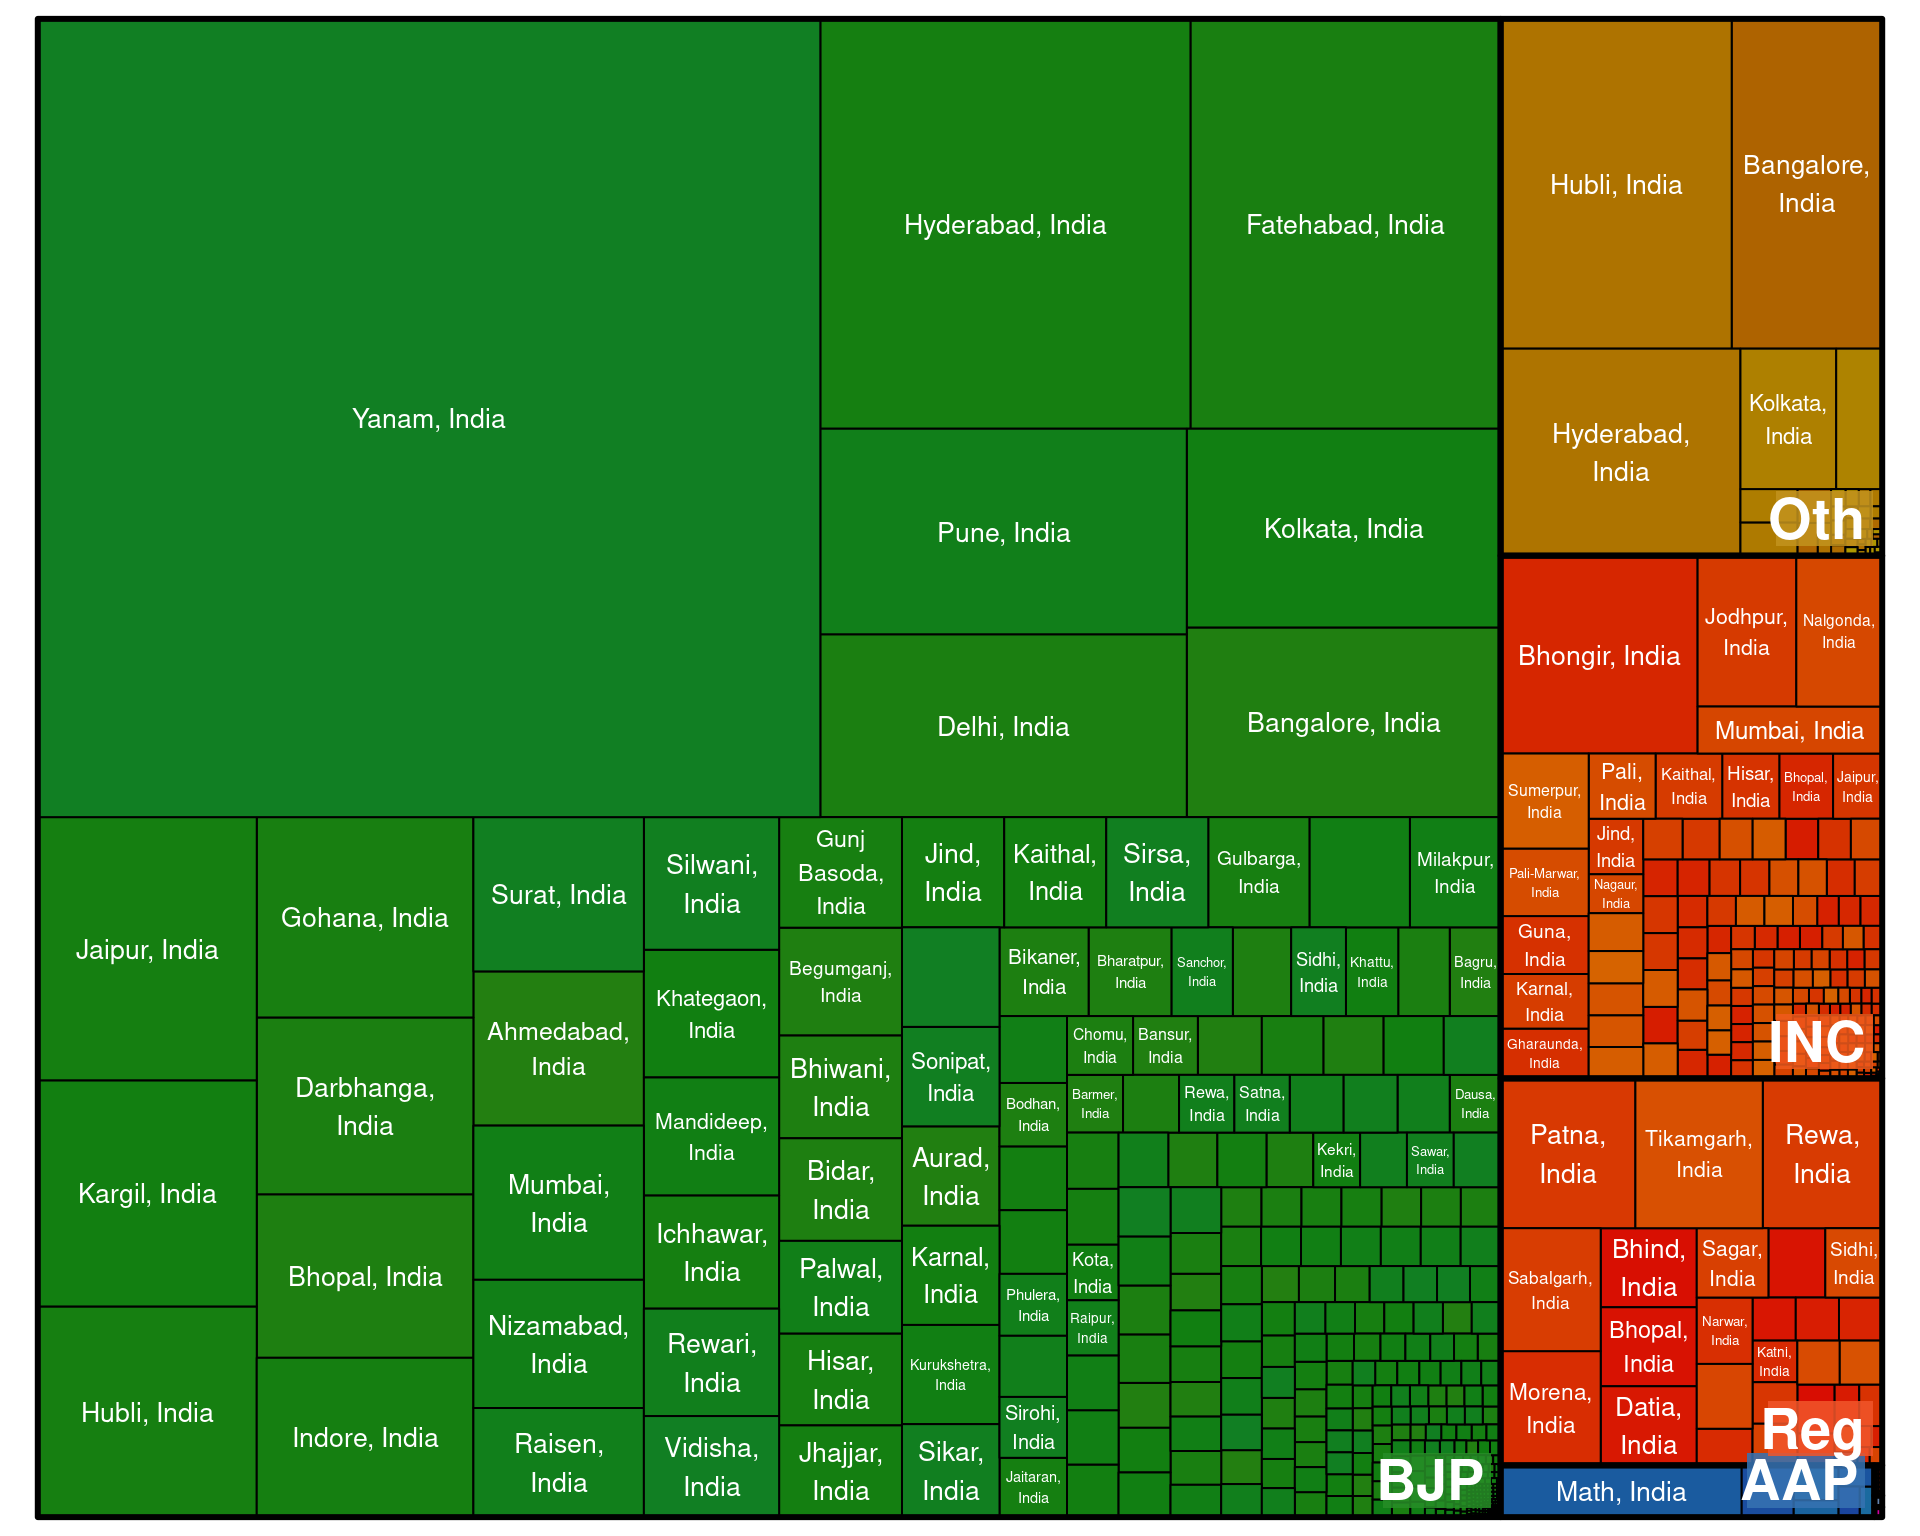 Yanam, India
Hyderabad, India
Fatehabad, India
Pune, India
Kolkata, India
Delhi, India
Bangalore, India
Jaipur, India
Kargil, India
Hubli, India
Gohana, India
Darbhanga,
India
Bhopal, India
Indore, India
Surat, India
Ahmedabad,
India
Mumbai,
India
Nizamabad,
India
Raisen,
India
Silwani,
India
Khategaon,
India
Mandideep,
India
Ichhawar,
India
Rewari,
India
Vidisha,
India
Gunj
Basoda,
India
Begumganj,
India
Bhiwani,
India
Bidar,
India
Palwal,
India
Hisar,
India
Jhajjar,
India
Jind,
India
Kaithal,
India
Sirsa,
India
Gulbarga,
India
Milakpur,
India
Sonipat,
India
Aurad,
India
Karnal,
India
Kurukshetra,
India
Sikar,
India
Bikaner,
India
Bharatpur,
India
Sanchor,
India
Sidhi,
India
Khattu,
India
Bagru,
India
Chomu,
India
Bansur,
India
Bodhan,
India
Barmer,
India
Rewa,
India
Satna,
India
Dausa,
India
Kekri,
India
Sawar,
India
Kota,
India
Phulera,
India
Raipur,
India
Sirohi,
India
Jaitaran,
India
BJP
Hubli, India
Bangalore,
India
Hyderabad,
India
Kolkata,
India
Oth
Bhongir, India
Jodhpur,
India
Nalgonda,
India
Mumbai, India
Sumerpur,
India
Pali,
India
Kaithal,
India
Hisar,
India
Bhopal,
India
Jaipur,
India
Jind,
India
Pali-Marwar,
India
Nagaur,
India
Guna,
India
Karnal,
India
Gharaunda,
India
INC
Patna,
India
Tikamgarh,
India
Rewa,
India
Sabalgarh,
India
Bhind,
India
Sagar,
India
Sidhi,
India
Narwar,
India
Bhopal,
India
Katni,
India
Morena,
India
Datia,
India
Reg
Math, India
AAP